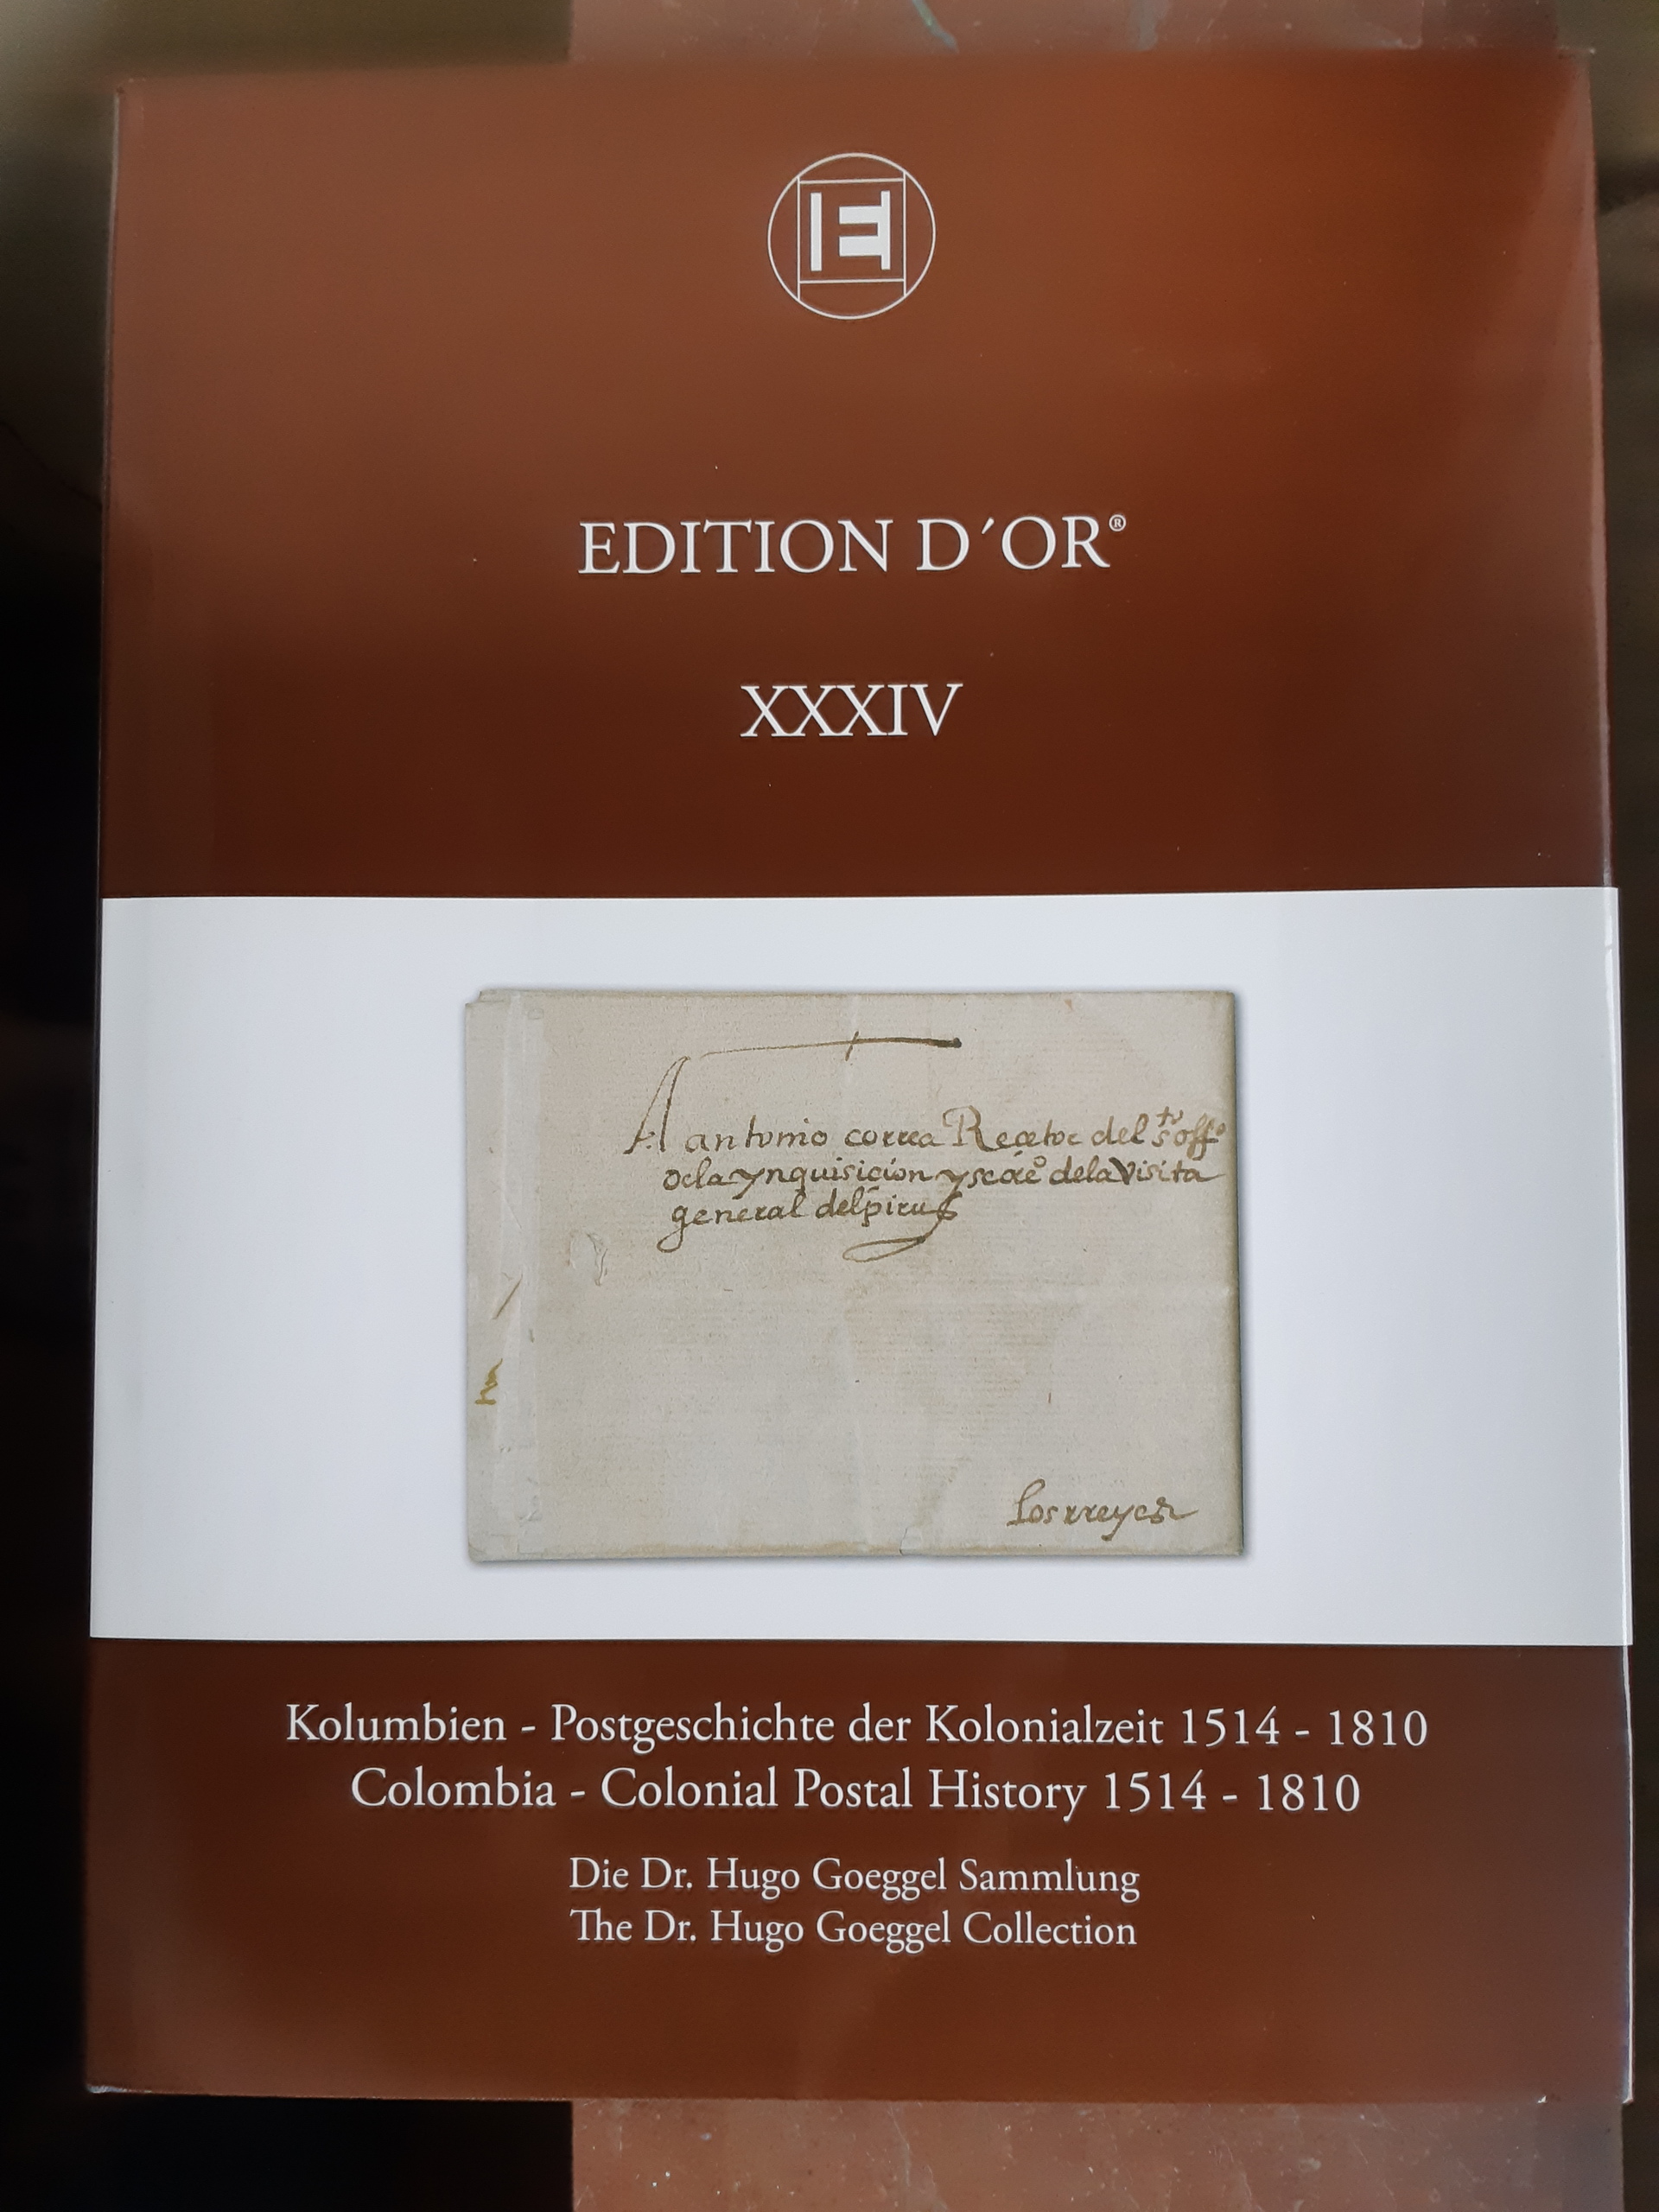 E
EDITION D´OR®
XXXIV
A antonio correa Recetor del sto offo
de la ynquisicion y scrie de la Visita
general del piru
los rreyes
Kolumbien - Postgeschichte der Kolonialzeit 1514 - 1810
Colombia - Colonial Postal History 1514 - 1810
Die Dr. Hugo Goeggel Sammlung
The Dr. Hugo Goeggel Collection